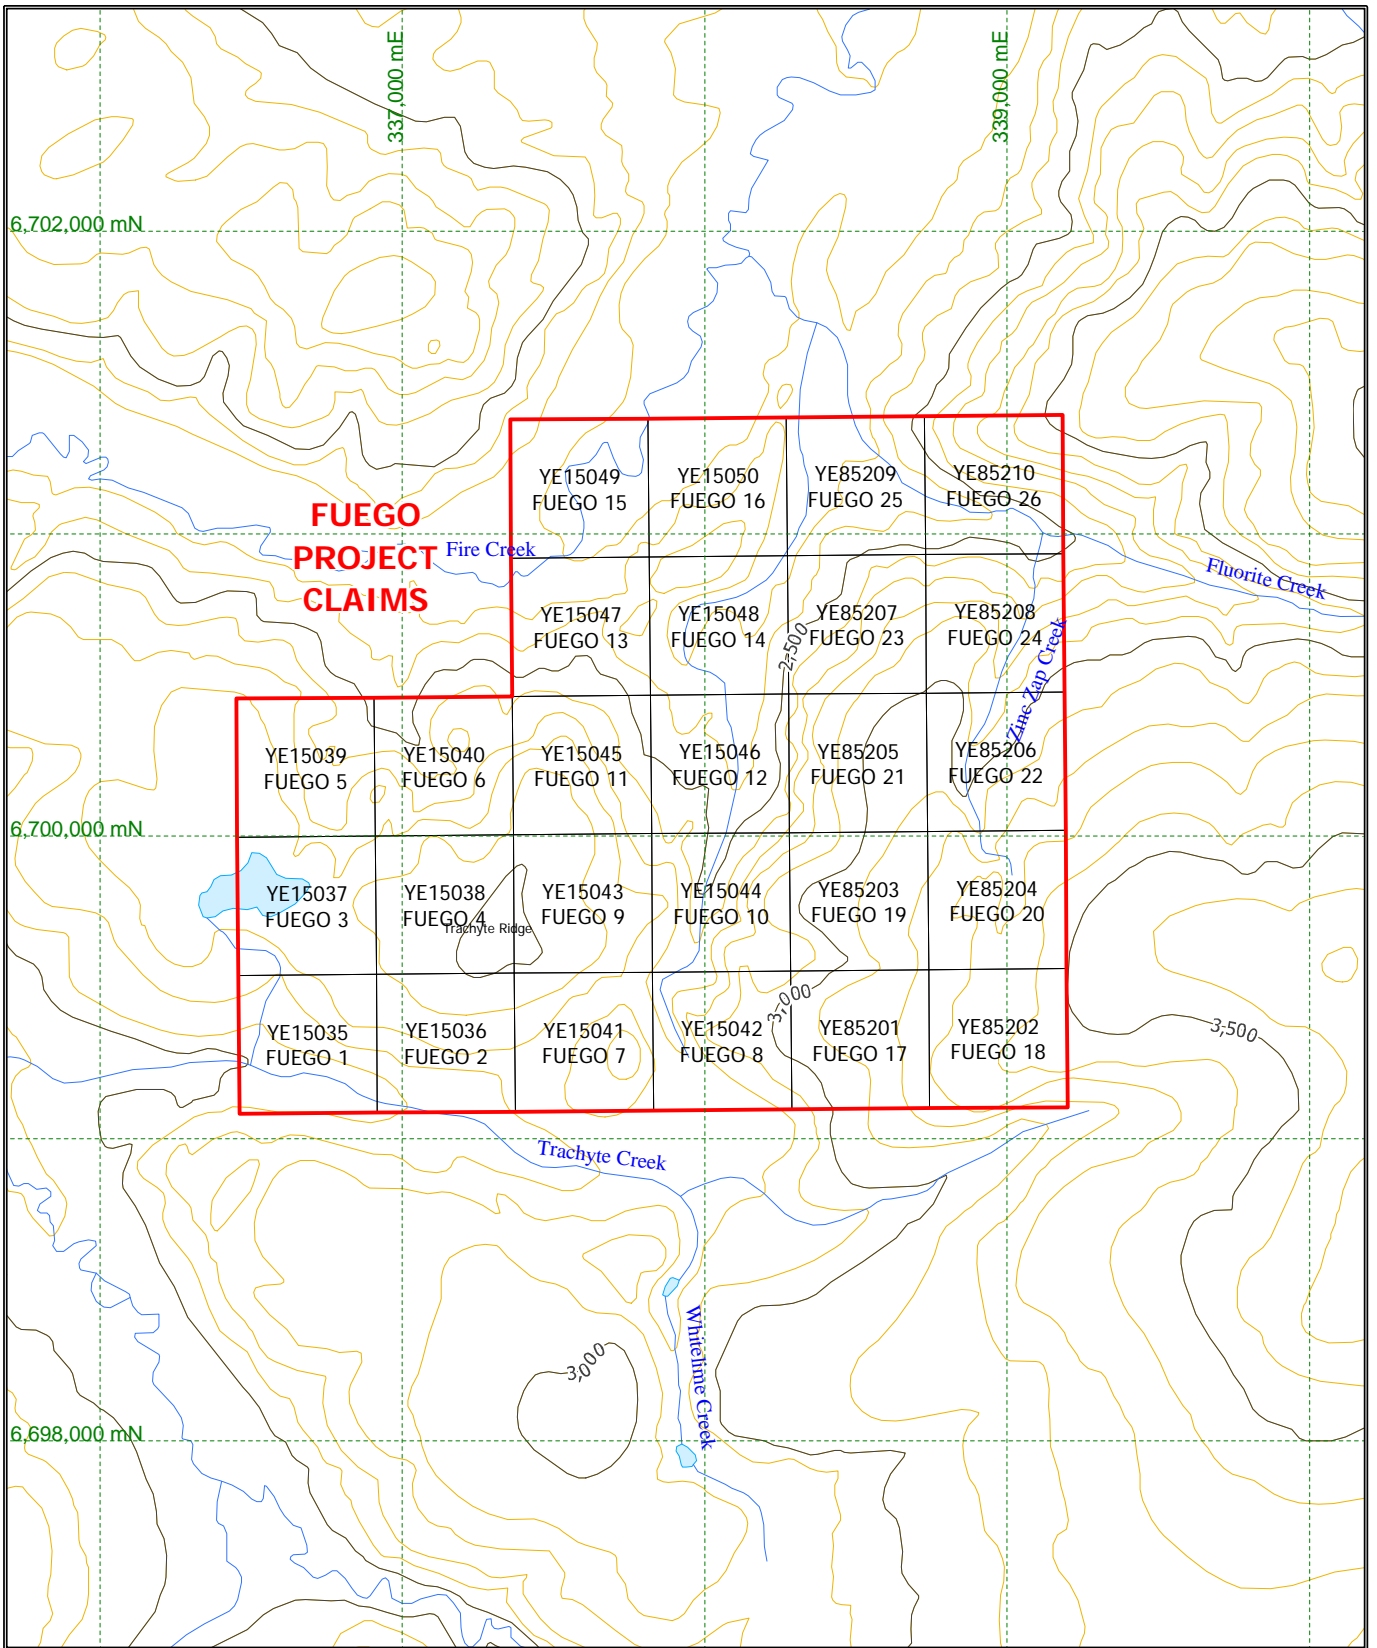 337,000 mE
339,000 mE
6,702,000 mN
YE15049
FUEGO 15
YE15050
FUEGO 16
YE85209
FUEGO 25
YE85210
FUEGO 26
FUEGO
PROJECT
CLAIMS
Fire Creek
Fluorite Creek
YE15047
FUEGO 13
YE15048
FUEGO 14
2,500
YE85207
FUEGO 23
YE85208
FUEGO 24
Zinc Zap Creek
YE15039
FUEGO 5
YE15040
FUEGO 6
YE15045
FUEGO 11
YE15046
FUEGO 12
YE85205
FUEGO 21
YE85206
FUEGO 22
6,700,000 mN
YE15037
FUEGO 3
YE15038
FUEGO 4
Trachyte Ridge
YE15043
FUEGO 9
YE15044
FUEGO 10
YE85203
FUEGO 19
YE85204
FUEGO 20
3,000
3,500
YE15035
FUEGO 1
YE15036
FUEGO 2
YE15041
FUEGO 7
YE15042
FUEGO 8
YE85201
FUEGO 17
YE85202
FUEGO 18
Trachyte Creek
Whitelime Creek
3,000
6,698,000 mN